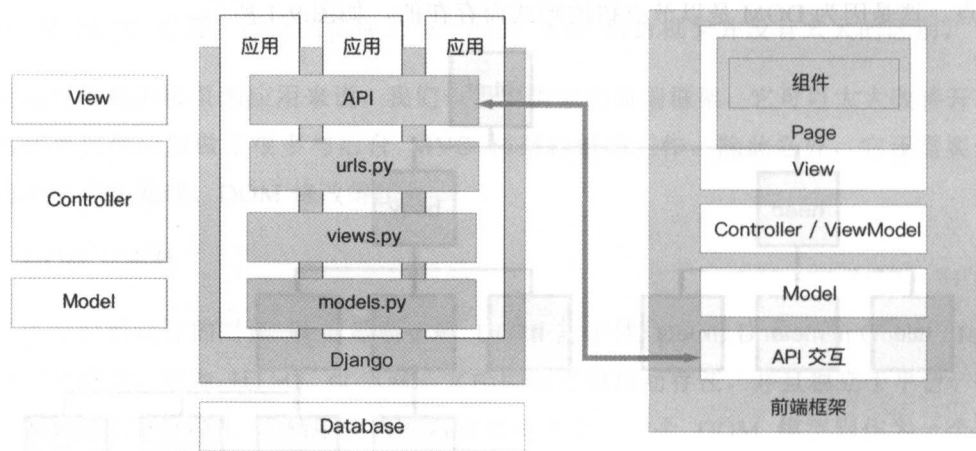 应用 应用 应用
View
API
Controller
urls.py
views.py
Model
models.py
Django
Database
组件
Page
View
Controller / ViewModel
Model
API 交互
前端框架